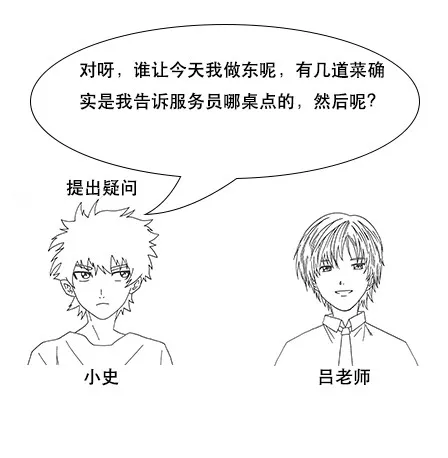 对呀，谁让今天我做东呢，有几道菜确
实是我告诉服务员哪桌点的，然后呢？
提出疑问
小史
吕老师